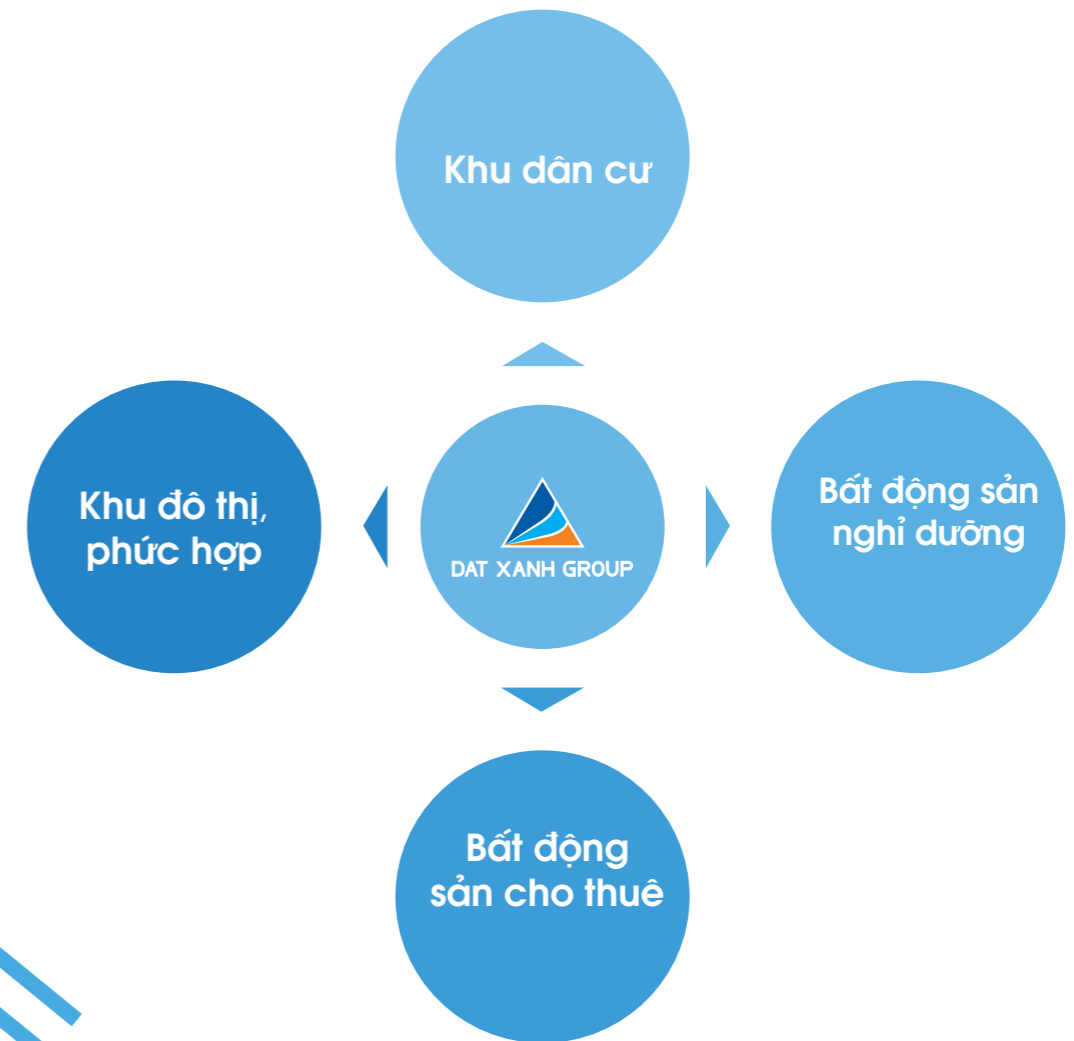 Khu dân cư
Khu đô thị,
phức hợp
DAT XANH GROUP
Bất động sản
nghỉ dưỡng
Bất động
sản cho thuê